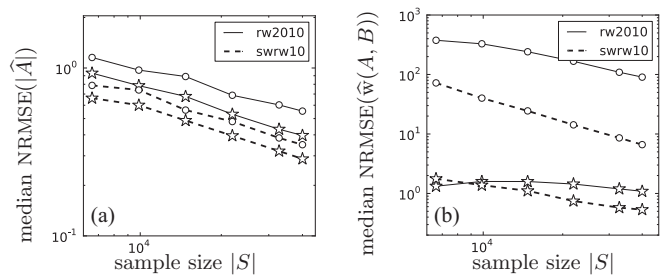 median NRMSE(|Â|)
10⁰
10⁻¹
rw2010
swrw10
(a)
10⁴
sample size |S|
median NRMSE(ŵ(A, B))
10³
10²
10¹
10⁰
rw2010
swrw10
(b)
10⁴
sample size |S|